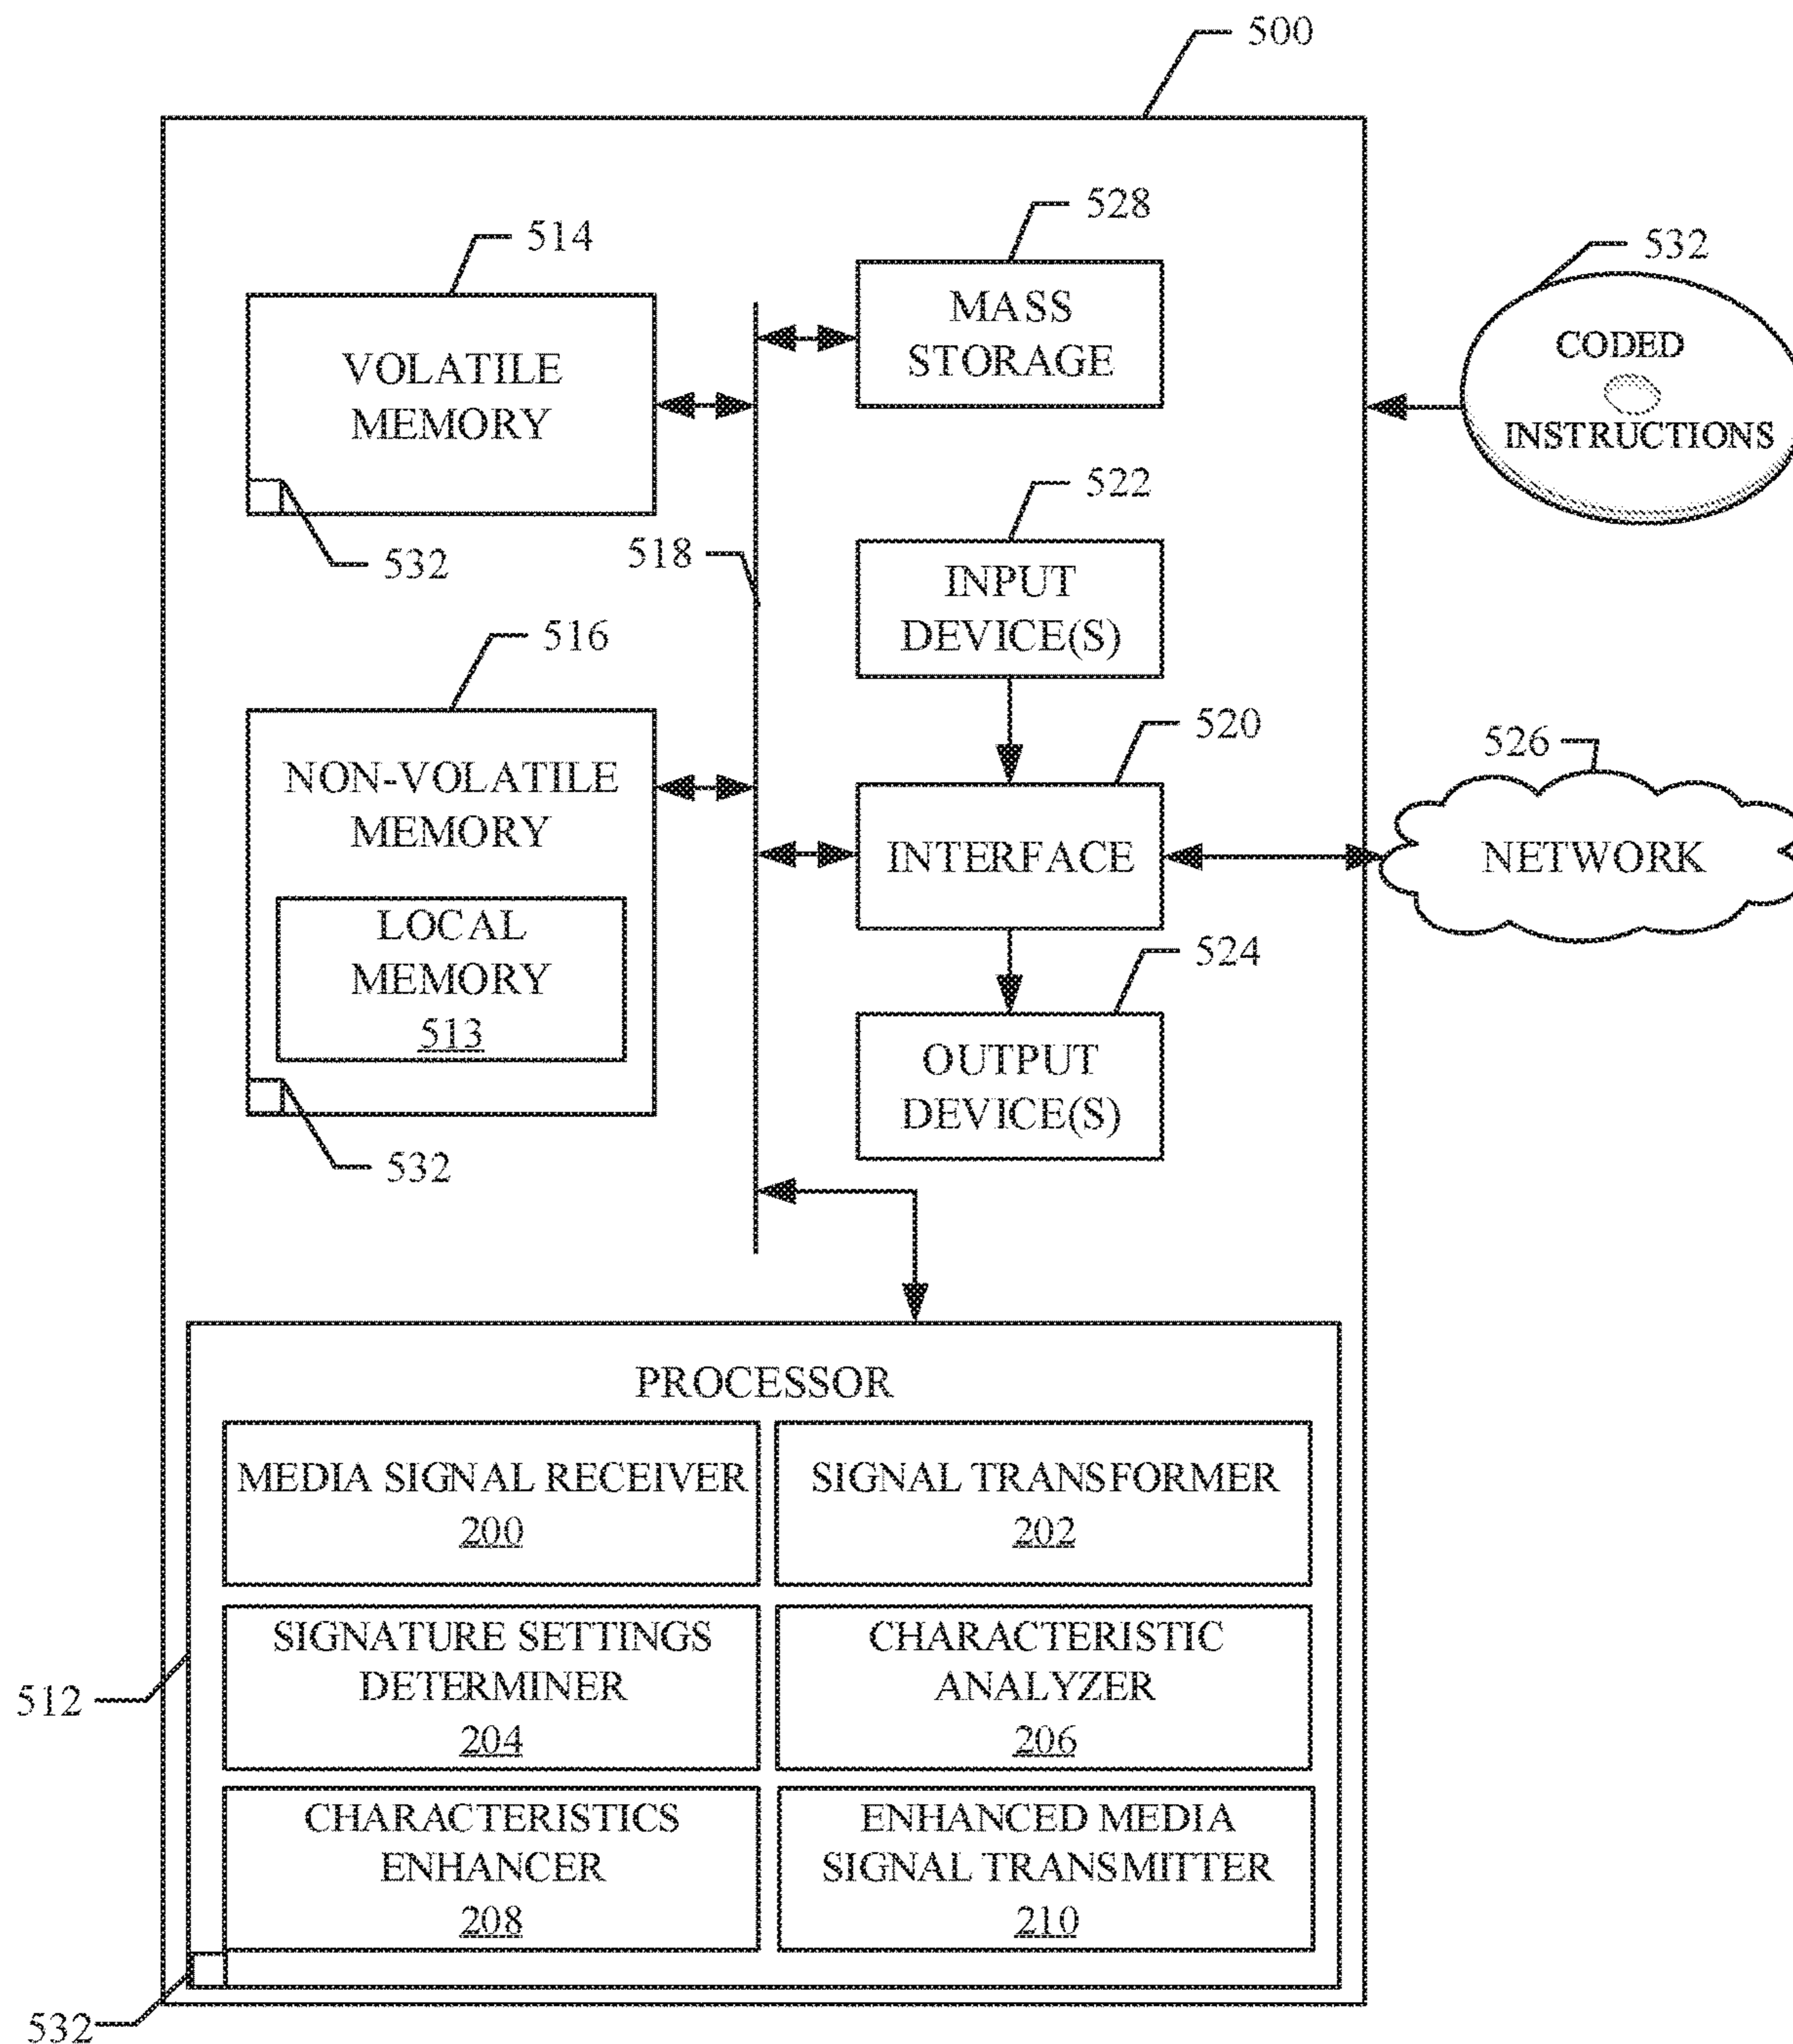 500
528
514
532
MASS
STORAGE
VOLATILE
MEMORY
CODED
INSTRUCTIONS
522
532
518
INPUT
DEVICE(S)
516
520
526
NON-VOLATILE
MEMORY
INTERFACE
NETWORK
LOCAL
MEMORY
513
524
OUTPUT
DEVICE(S)
532
PROCESSOR
MEDIA SIGNAL RECEIVER
200
SIGNAL TRANSFORMER
202
SIGNATURE SETTINGS
DETERMINER
204
CHARACTERISTIC
ANALYZER
206
512
CHARACTERISTICS
ENHANCER
208
ENHANCED MEDIA
SIGNAL TRANSMITTER
210
532